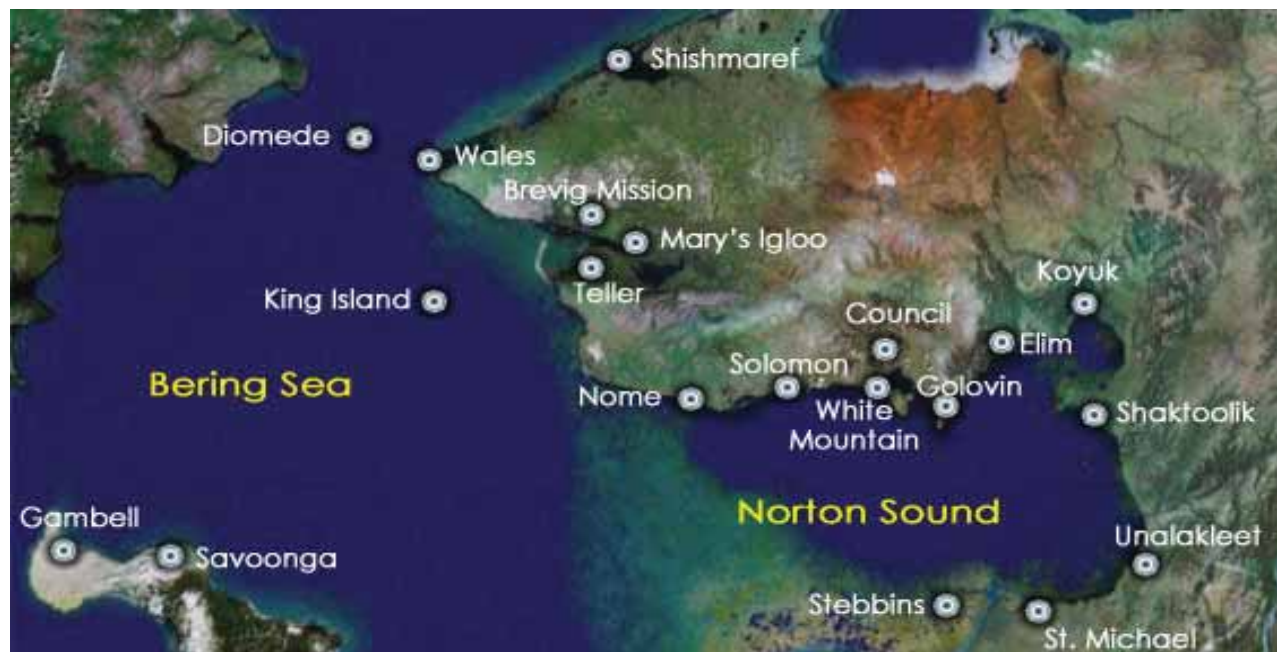 Shishmaref
Diomede
Wales
Brevig Mission
Mary's Igloo
Koyuk
Teller
King Island
Council
Elim
Solomon
Bering Sea
Golovin
Nome
White
Mountain
Shaktoolik
Norton Sound
Gambell
Unalakleet
Savoonga
Stebbins
St. Michael